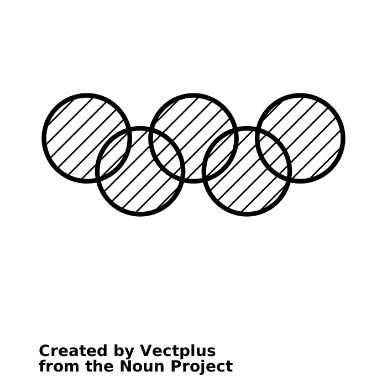 Created by Vectplus
from the Noun Project